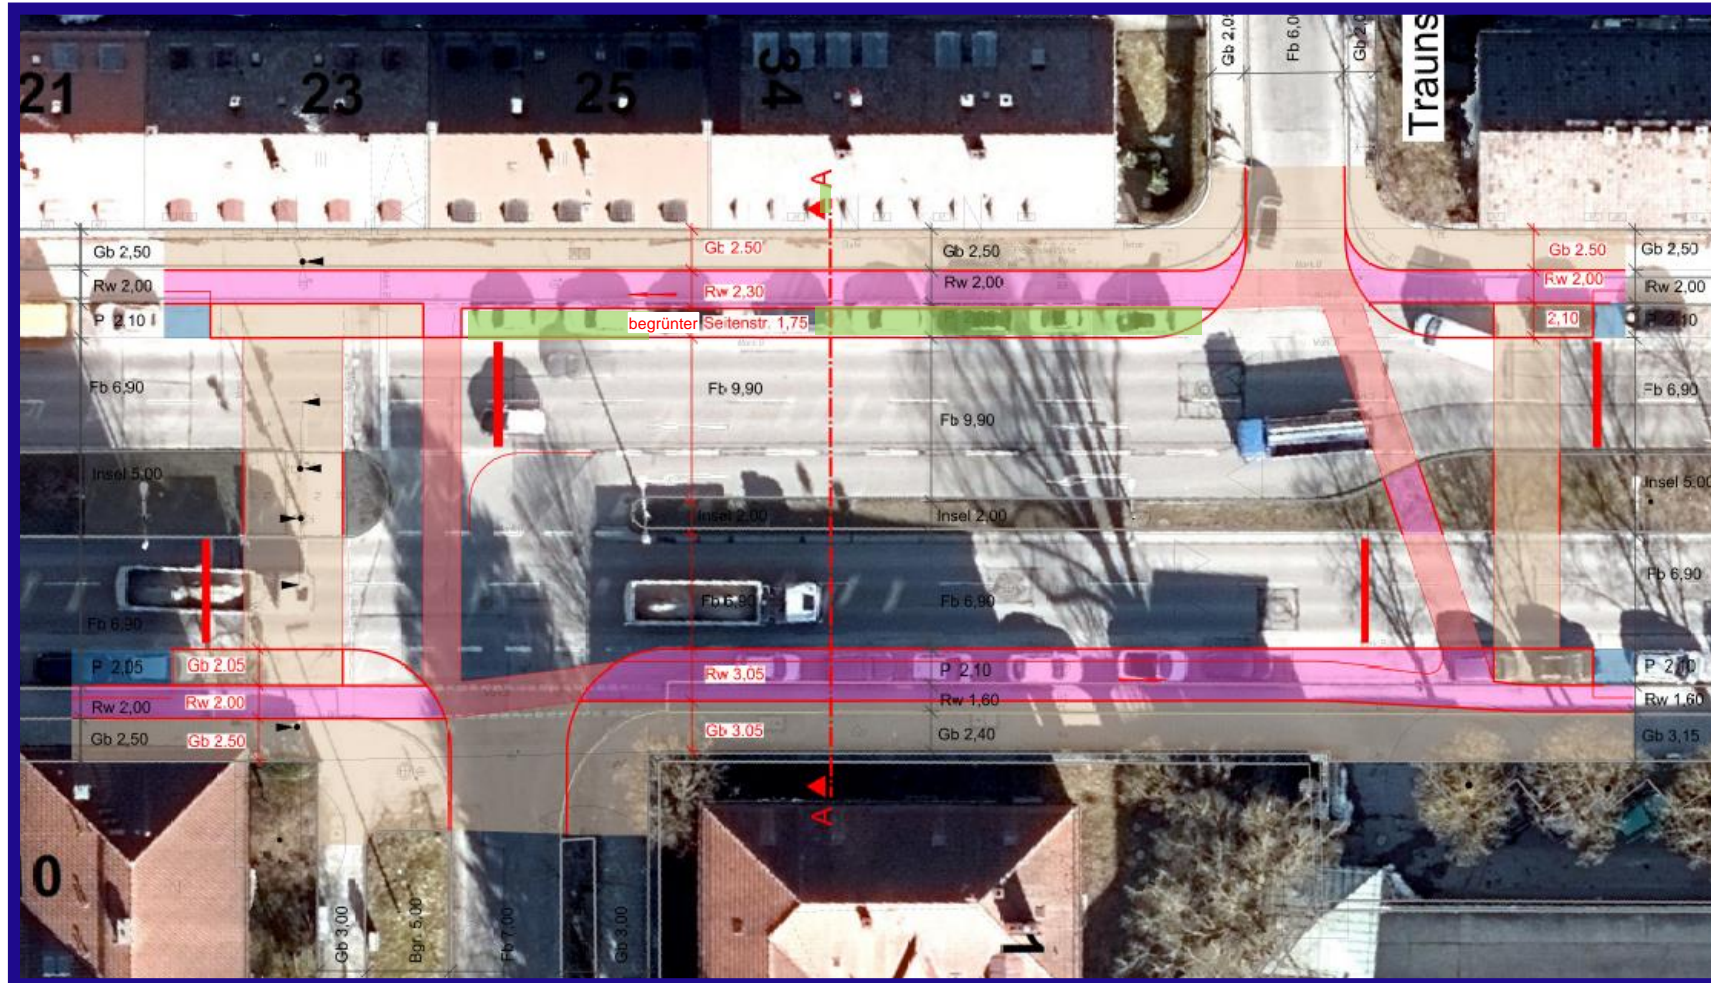 21
23
25
34
Gb 2,05
Fb 6,0
Gb 2,0
Trauns
A
Gb 2,50
Gb 2.50
Gb 2,50
Gb 2.50
Gb 2,50
Rw 2,00
Rw 2,30
Rw 2,00
Rw 2,00
Rw 2,00
P 2,10
begrünter Seitenstr. 1,75
2,10
P 2,10
Fb 6,90
Fb 9,90
Fb 9,90
Fb 6,90
Insel 5,00
Insel 2,00
Insel 2,00
Insel 5,00
Fb 6,90
Fb 6,90
Fb 6,90
Fb 6,90
P 2,05
Gb 2.05
Rw 3,05
P 2,10
P 2,10
Rw 2,00
Rw 2.00
Rw 1,60
Rw 1,60
Gb 2,50
Gb 2.50
Gb 3.05
Gb 2,40
Gb 3,15
A
10
Gb 3,00
Bgr 5,00
Fb 7,00
Gb 3,00
1